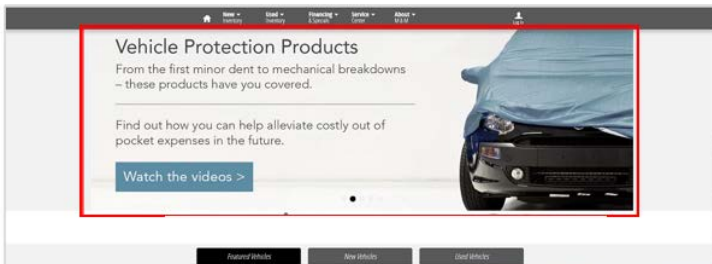 New Used Financing Service About
Inventory Inventory & Specials Center M & M Log In
Vehicle Protection Products
From the first minor dent to mechanical breakdowns
– these products have you covered.
Find out how you can help alleviate costly out of
pocket expenses in the future.
Watch the videos >
Featured Vehicles New Vehicles Used Vehicles